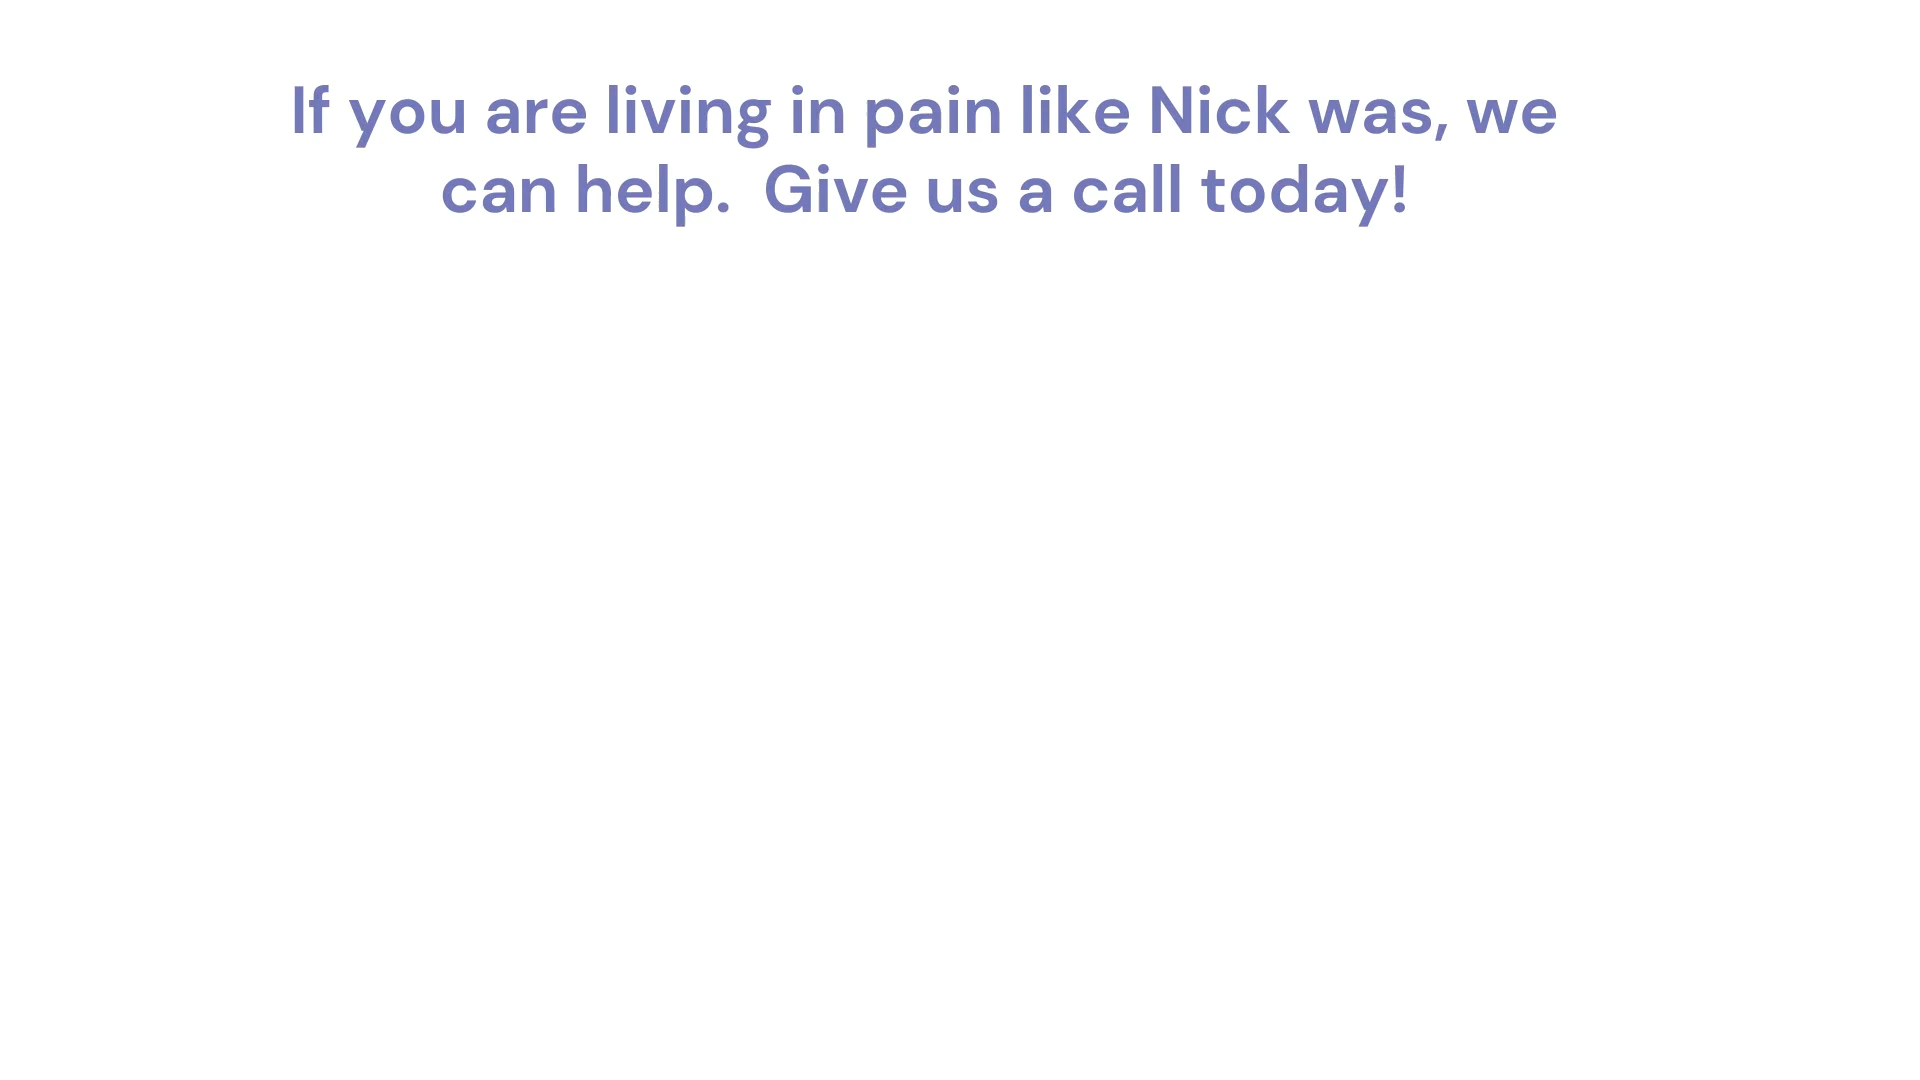 If you are living in pain like Nick was, we
can help.  Give us a call today!